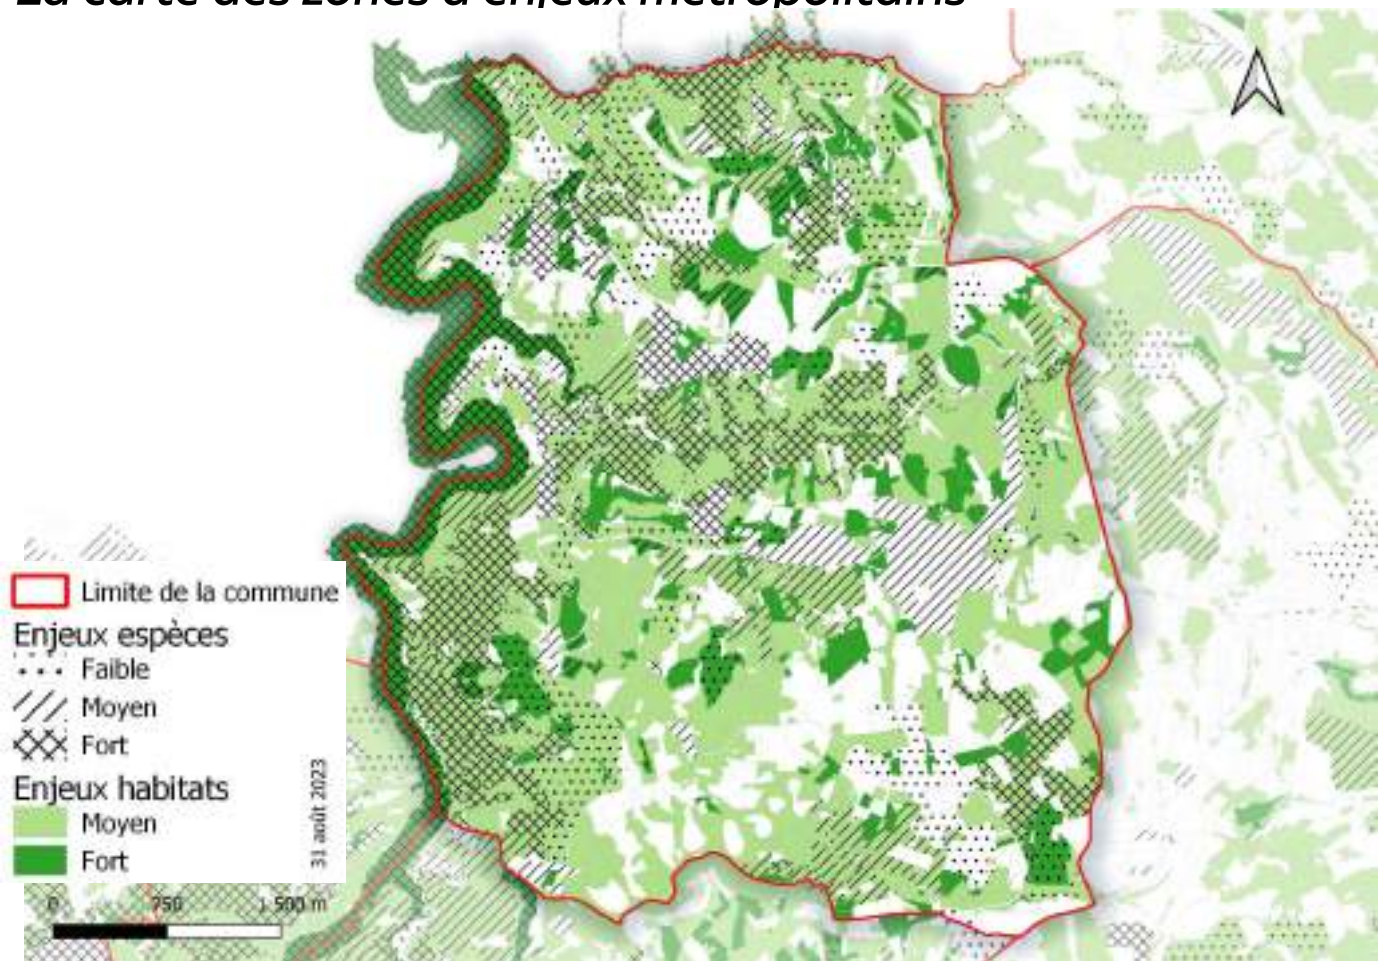 La carte des zones d'enjeux métropolitains
Limite de la commune
Enjeux espèces
Faible
Moyen
Fort
Enjeux habitats
Moyen
Fort
31 août 2023
0 750 1 500 m